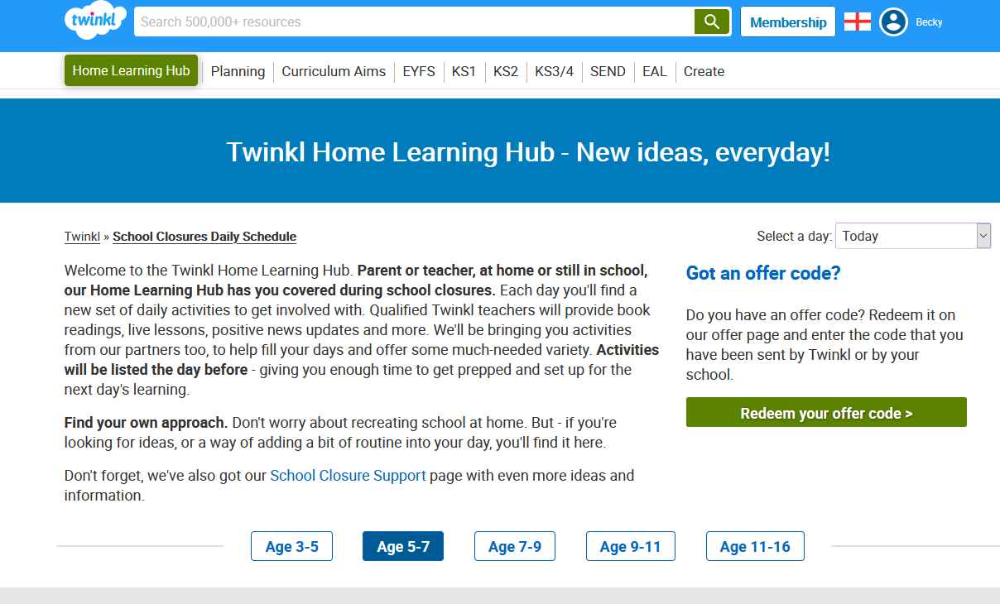 twinkl
Search 500,000+ resources
Membership
Becky
Home Learning Hub
Planning
Curriculum Aims
EYFS
KS1
KS2
KS3/4
SEND
EAL
Create
Twinkl Home Learning Hub - New ideas, everyday!
Twinkl » School Closures Daily Schedule
Select a day: Today
Welcome to the Twinkl Home Learning Hub. Parent or teacher, at home or still in school,
our Home Learning Hub has you covered during school closures. Each day you'll find a
new set of daily activities to get involved with. Qualified Twinkl teachers will provide book
readings, live lessons, positive news updates and more. We'll be bringing you activities
from our partners too, to help fill your days and offer some much-needed variety. Activities
will be listed the day before - giving you enough time to get prepped and set up for the
next day's learning.
Find your own approach. Don't worry about recreating school at home. But - if you're
looking for ideas, or a way of adding a bit of routine into your day, you'll find it here.
Don't forget, we've also got our School Closure Support page with even more ideas and
information.
Got an offer code?
Do you have an offer code? Redeem it on
our offer page and enter the code that you
have been sent by Twinkl or by your
school.
Redeem your offer code >
Age 3-5
Age 5-7
Age 7-9
Age 9-11
Age 11-16